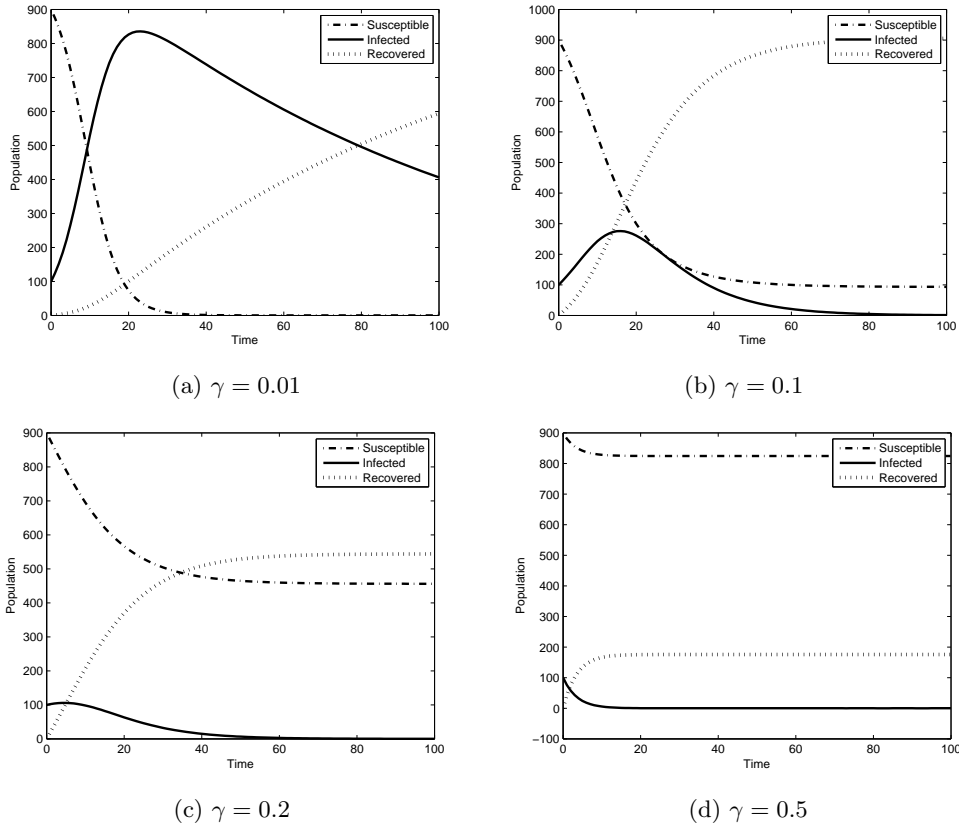 900
800
700
600
500
400
300
200
100
0
0 20 40 60 80 100
Population
Time
Susceptible
Infected
Recovered
(a) γ = 0.01
1000
900
800
700
600
500
400
300
200
100
0
0 20 40 60 80 100
Population
Time
Susceptible
Infected
Recovered
(b) γ = 0.1
900
800
700
600
500
400
300
200
100
0
0 20 40 60 80 100
Population
Time
Susceptible
Infected
Recovered
(c) γ = 0.2
900
800
700
600
500
400
300
200
100
0
−100
0 20 40 60 80 100
Population
Time
Susceptible
Infected
Recovered
(d) γ = 0.5